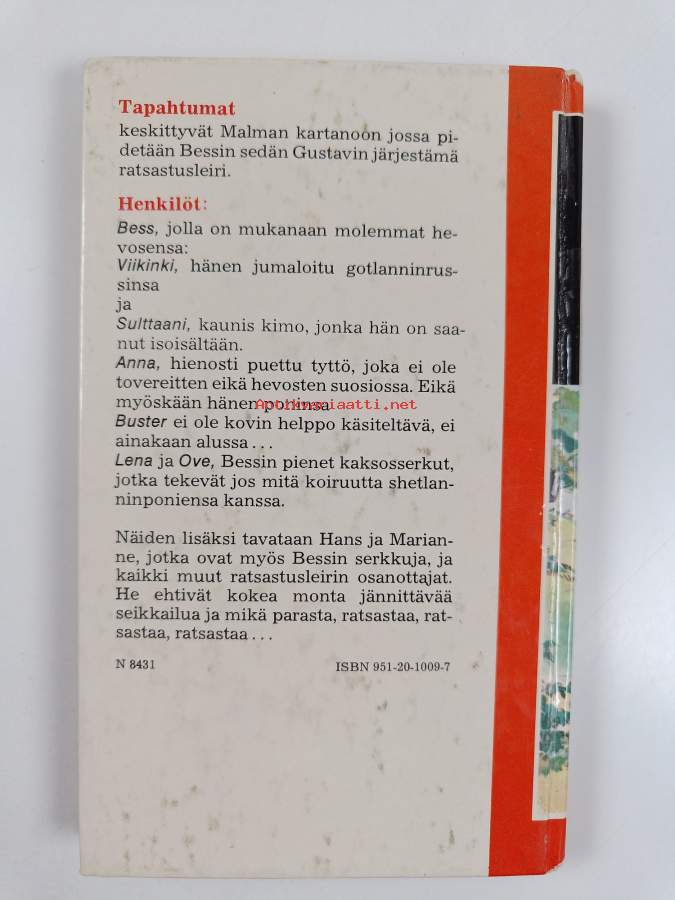 Tapahtumat
keskittyvät Malman kartanoon jossa pi-
detään Bessin sedän Gustavin järjestämä
ratsastusleiri.
Henkilöt:
Bess, jolla on mukanaan molemmat he-
vosensa:
Viikinki, hänen jumaloitu gotlanninrus-
sinsa
ja
Sulttaani, kaunis kimo, jonka hän on saa-
nut isoisältään.
Anna, hienosti puettu tyttö, joka ei ole
tovereitten eikä hevosten suosiossa. Eikä
myöskään hänen poninsa
Antikvariaatti.net
Buster ei ole kovin helppo käsiteltävä, ei
ainakaan alussa...
Lena ja Ove, Bessin pienet kaksosserkut,
jotka tekevät jos mitä koiruutta shetlan-
ninponiensa kanssa.
Näiden lisäksi tavataan Hans ja Marian-
ne, jotka ovat myös Bessin serkkuja, ja
kaikki muut ratsastusleirin osanottajat.
He ehtivät kokea monta jännittävää
seikkailua ja mikä parasta, ratsastaa, rat-
sastaa, ratsastaa...
N 8431 ISBN 951-20-1009-7